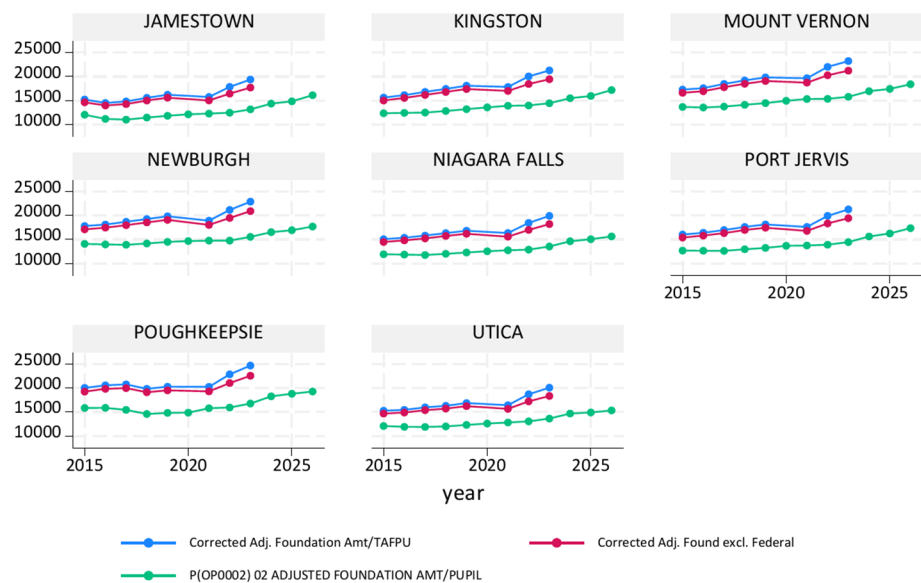 JAMESTOWN KINGSTON MOUNT VERNON
25000
20000
15000
10000
NEWBURGH NIAGARA FALLS PORT JERVIS
25000
20000
15000
10000
2015 2020 2025
POUGHKEEPSIE UTICA
25000
20000
15000
10000
2015 2020 2025 2015 2020 2025
year
Corrected Adj. Foundation Amt/TAFPU Corrected Adj. Found excl. Federal
P(OP0002) 02 ADJUSTED FOUNDATION AMT/PUPIL